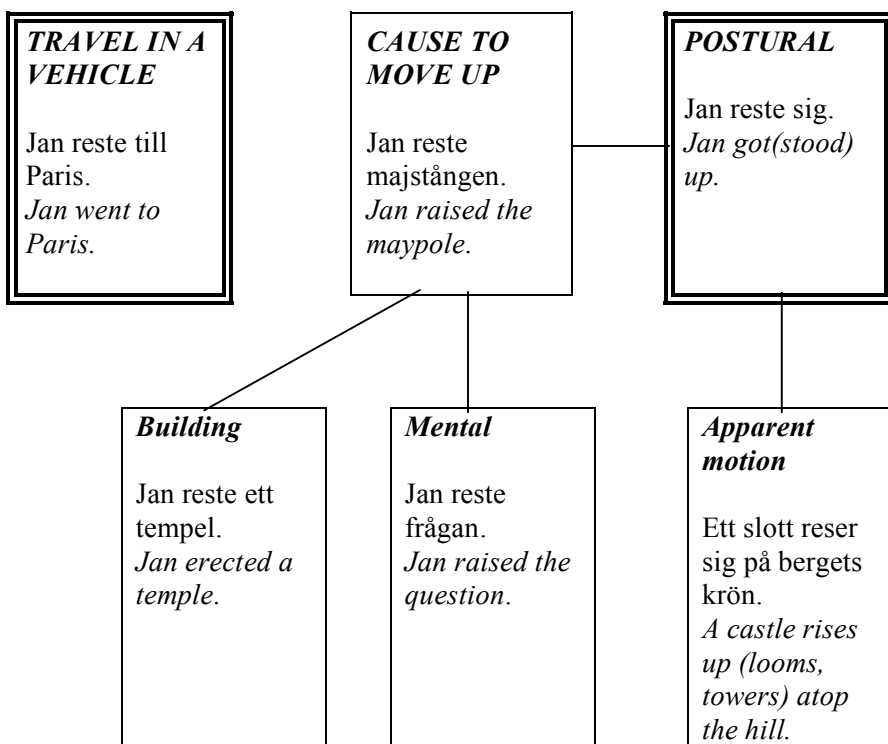 TRAVEL IN A
VEHICLE
Jan reste till
Paris.
Jan went to
Paris.
CAUSE TO
MOVE UP
Jan reste
majstången.
Jan raised the
maypole.
POSTURAL
Jan reste sig.
Jan got(stood)
up.
Building
Jan reste ett
tempel.
Jan erected a
temple.
Mental
Jan reste
frågan.
Jan raised the
question.
Apparent
motion
Ett slott reser
sig på bergets
krön.
A castle rises
up (looms,
towers) atop
the hill.